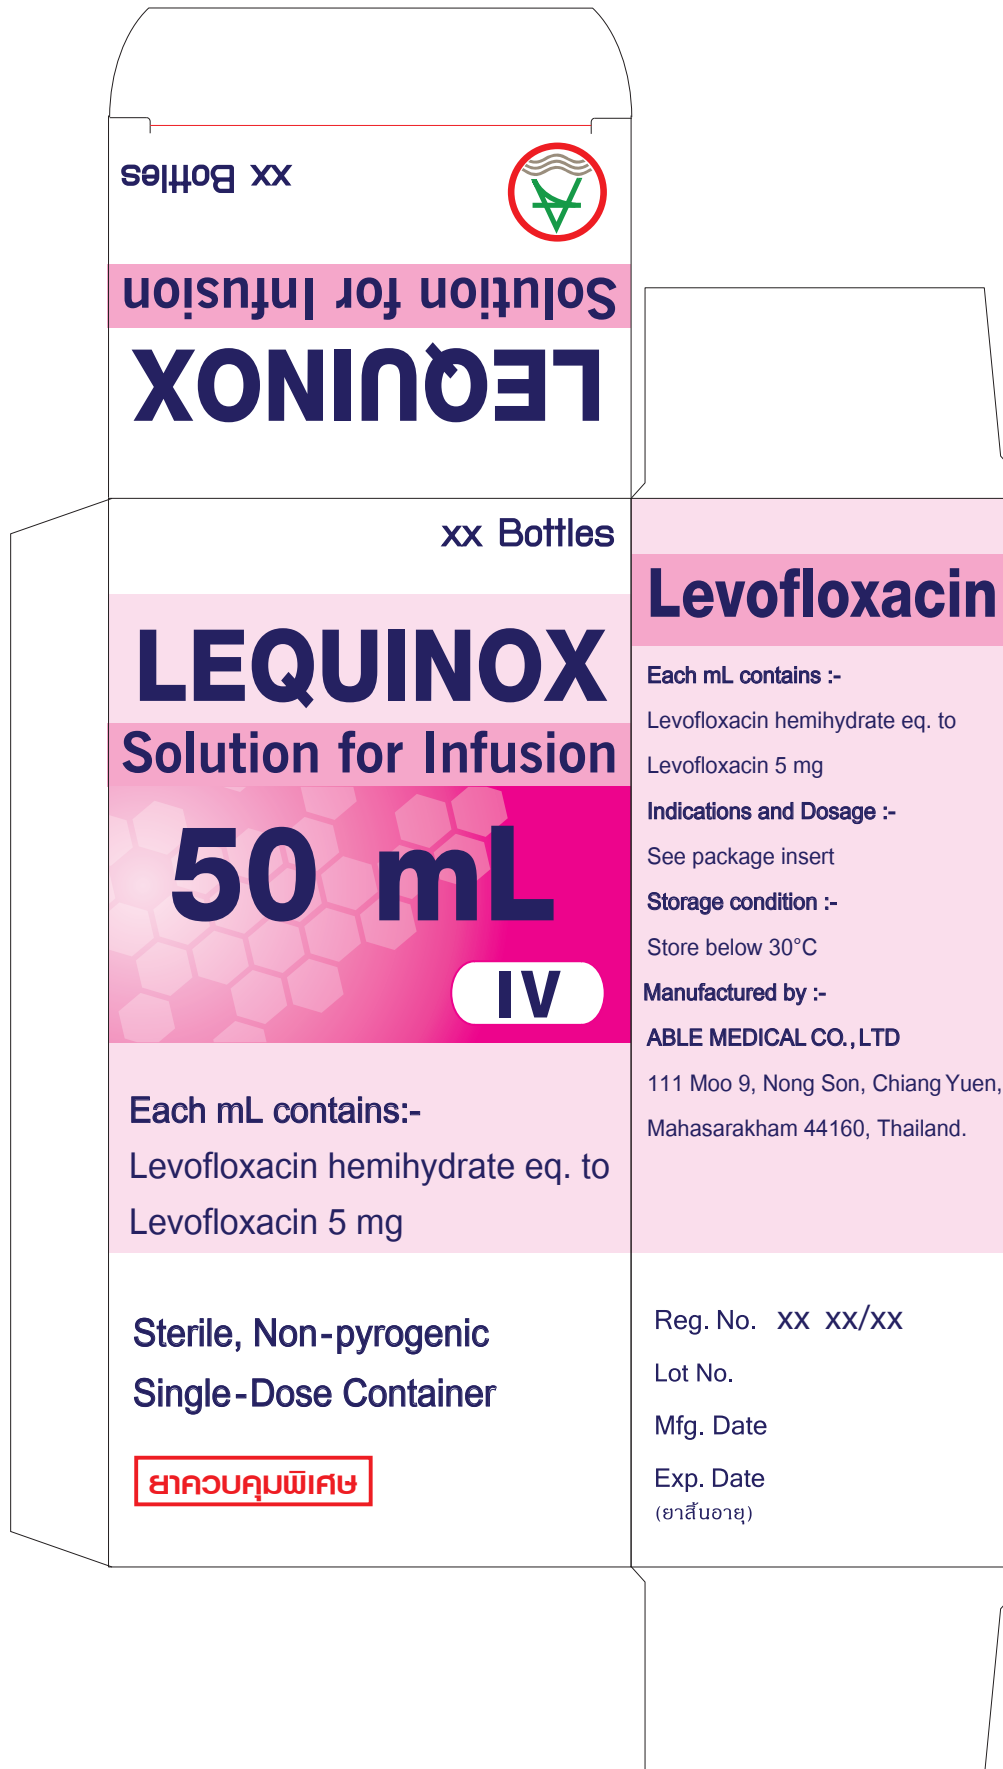 xx Bottles
Solution for Infusion
LEQUINOX
xx Bottles
LEQUINOX
Solution for Infusion
50 mL
IV
Each mL contains:-
Levofloxacin hemihydrate eq. to
Levofloxacin 5 mg
Sterile, Non-pyrogenic
Single-Dose Container
ยาควบคุมพิเศษ
Levofloxacin
Each mL contains :-
Levofloxacin hemihydrate eq. to
Levofloxacin 5 mg
Indications and Dosage :-
See package insert
Storage condition :-
Store below 30°C
Manufactured by :-
ABLE MEDICAL CO., LTD
111 Moo 9, Nong Son, Chiang Yuen,
Mahasarakham 44160, Thailand.
Reg. No. xx xx/xx
Lot No.
Mfg. Date
Exp. Date
(ยาสิ้นอายุ)